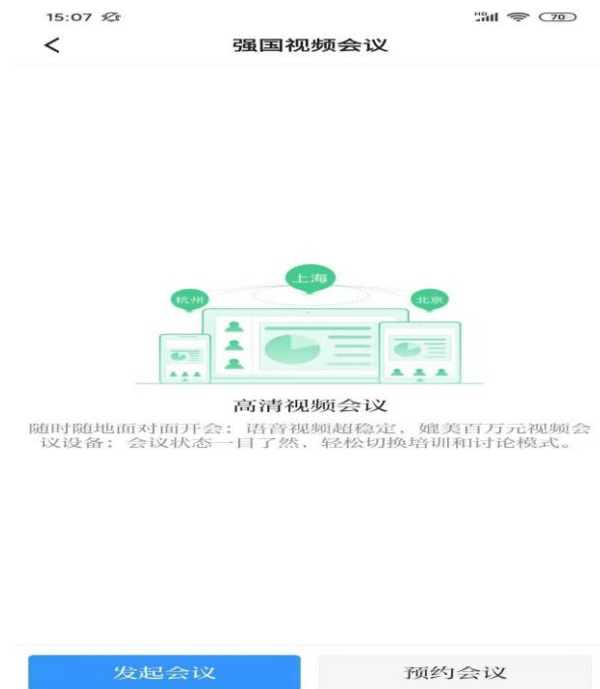 15:07
HD
70
强国视频会议
上海
杭州
北京
高清视频会议
随时随地面对面开会；语音视频超稳定，媲美百万元视频会
议设备；会议状态一目了然，轻松切换培训和讨论模式。
发起会议
预约会议